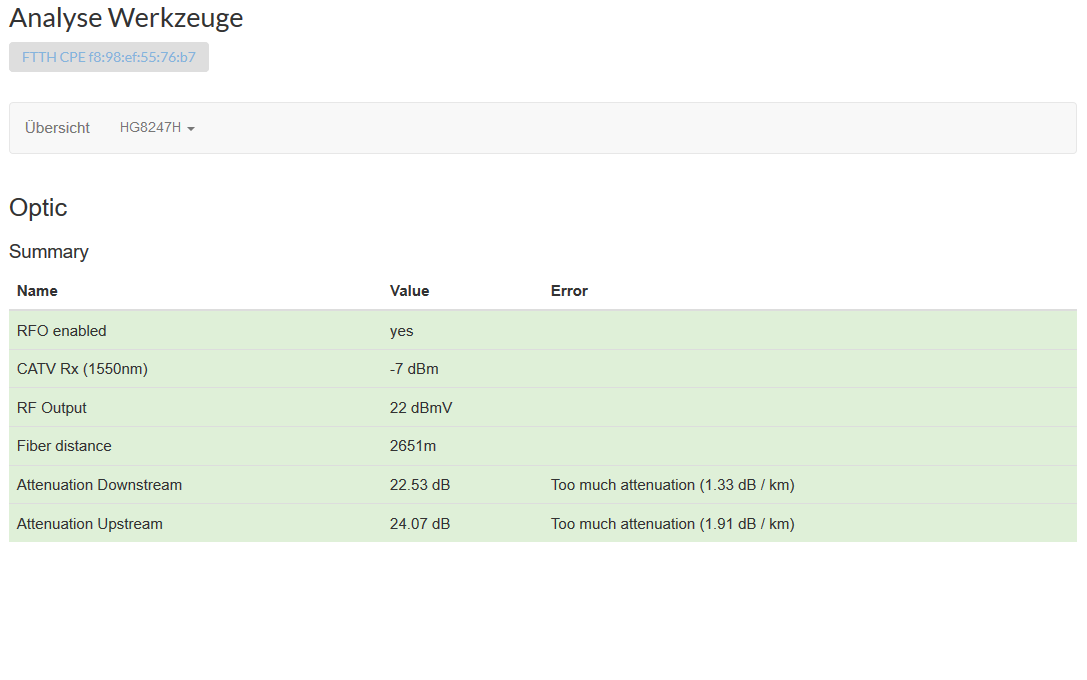 Analyse Werkzeuge
FTTH CPE f8:98:ef:55:76:b7
Übersicht HG8247H
Optic
Summary
Name Value Error
RFO enabled yes
CATV Rx (1550nm) -7 dBm
RF Output 22 dBmV
Fiber distance 2651m
Attenuation Downstream 22.53 dB Too much attenuation (1.33 dB / km)
Attenuation Upstream 24.07 dB Too much attenuation (1.91 dB / km)